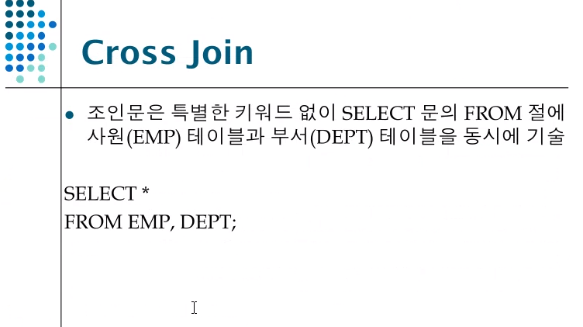 Cross Join
조인문은 특별한 키워드 없이 SELECT 문의 FROM 절에
사원(EMP) 테이블과 부서(DEPT) 테이블을 동시에 기술
SELECT *
FROM EMP, DEPT;